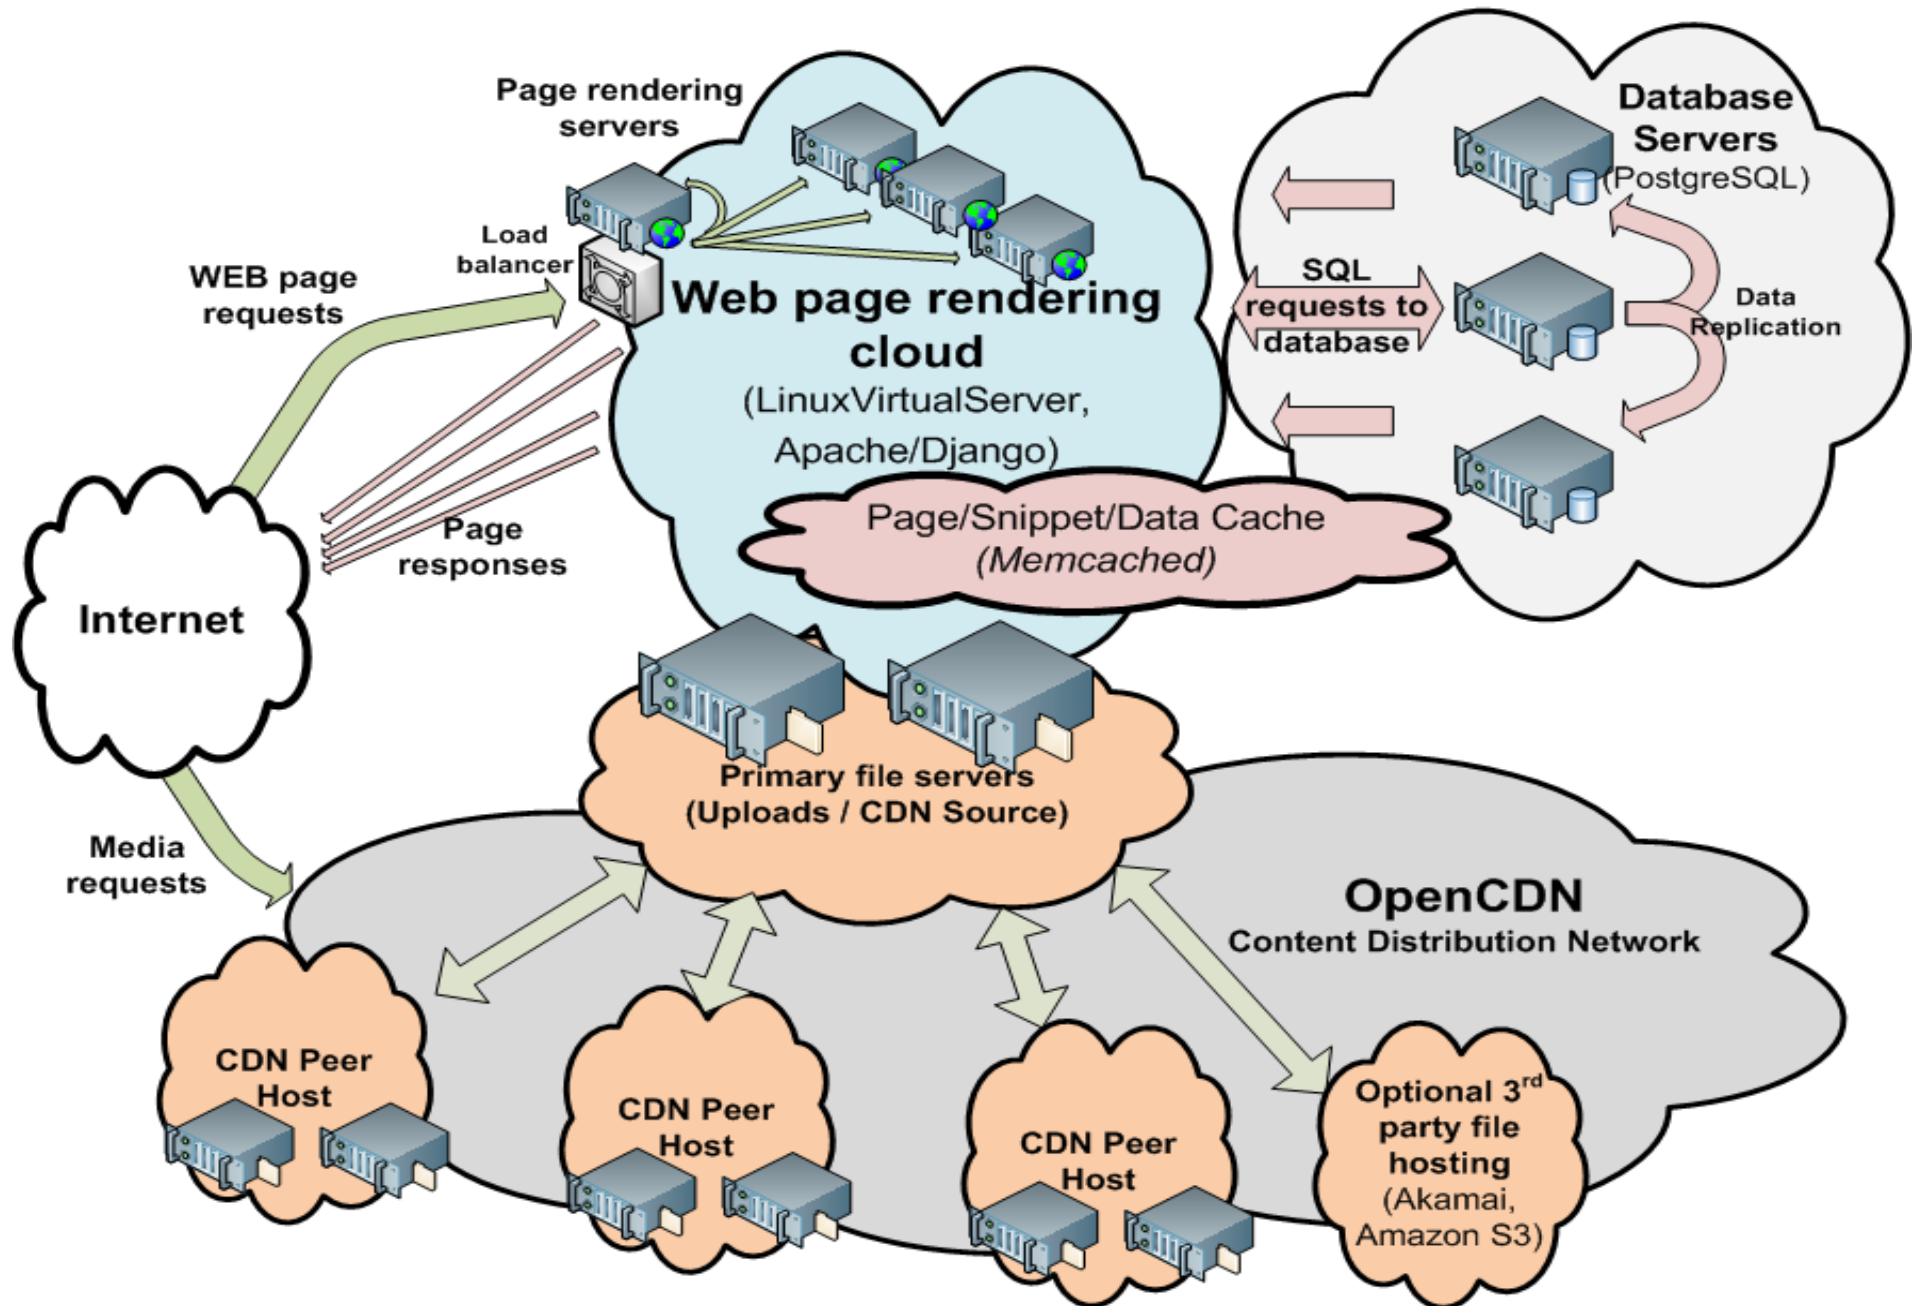 Page rendering
servers
Load
balancer
WEB page
requests
Web page rendering
cloud
(LinuxVirtualServer,
Apache/Django)
Database
Servers
(PostgreSQL)
SQL
requests to
database
Data
Replication
Page/Snippet/Data Cache
(Memcached)
Page
responses
Internet
Primary file servers
(Uploads / CDN Source)
Media
requests
OpenCDN
Content Distribution Network
CDN Peer
Host
CDN Peer
Host
CDN Peer
Host
Optional 3rd
party file
hosting
(Akamai,
Amazon S3)